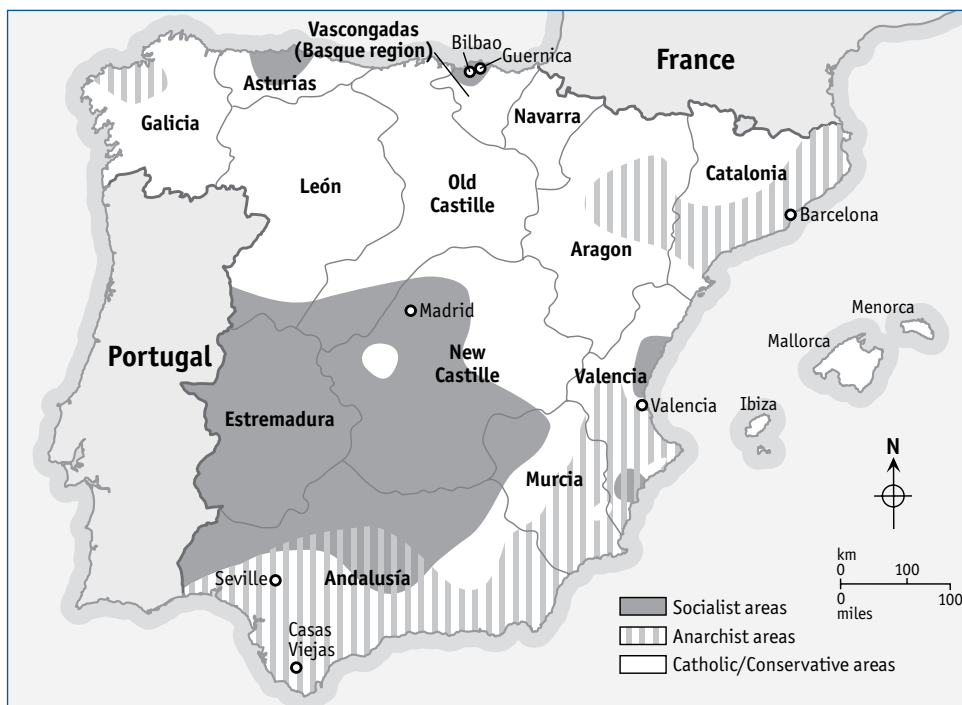 Vascongadas
(Basque region)
Bilbao
Guernica
France
Asturias
Galicia
Navarra
León
Old
Castille
Catalonia
Barcelona
Aragon
Madrid
Menorca
Mallorca
Portugal
New
Castille
Valencia
Valencia
Ibiza
Estremadura
Murcia
N
Seville
Andalusía
Casas
Viejas
km
0 100
0 100
miles
Socialist areas
Anarchist areas
Catholic/Conservative areas